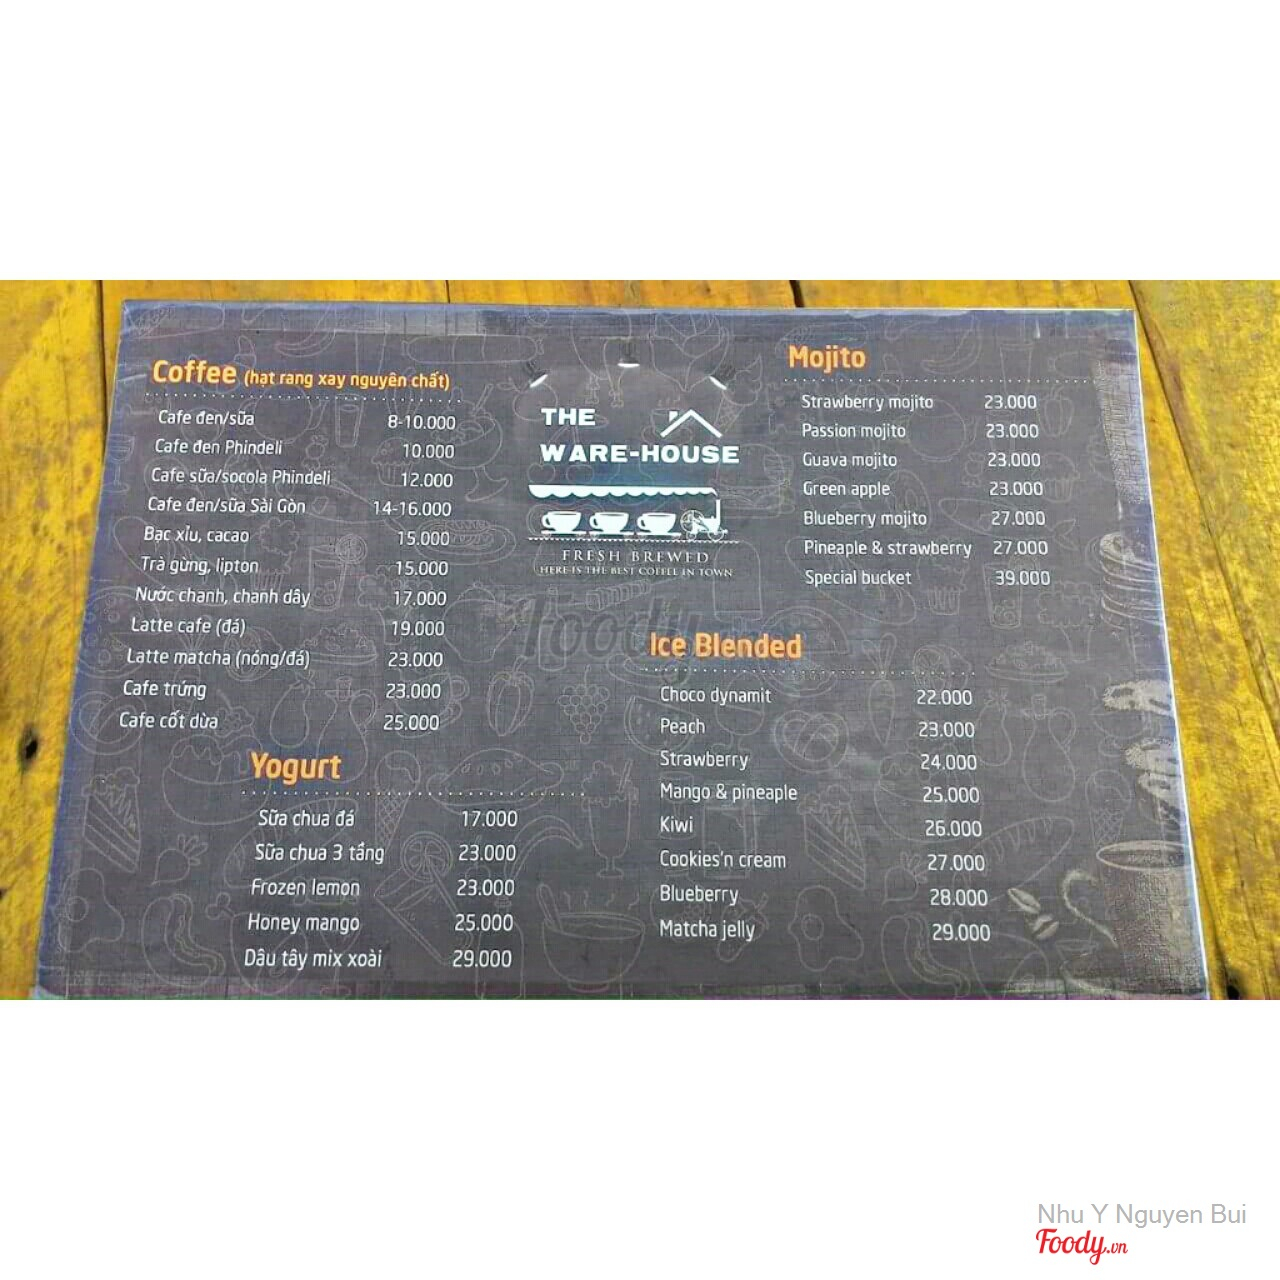 Coffee (hạt rang xay nguyên chất)
Cafe đen/sữa 8-10.000
Cafe đen Phindeli 10.000
Cafe sữa/socola Phindeli 12.000
Cafe đen/sữa Sài Gòn 14-16.000
Bạc xỉu, cacao 15.000
Trà gừng, lipton 15.000
Nước chanh, chanh dây 17.000
Latte cafe (đá) 19.000
Latte matcha (nóng/đá) 23.000
Cafe trứng 23.000
Cafe cốt dừa 25.000
Yogurt
Sữa chua đá 17.000
Sữa chua 3 tầng 23.000
Frozen lemon 23.000
Honey mango 25.000
Dâu tây mix xoài 29.000
THE
WARE-HOUSE
FRESH BREWED
HERE IS THE BEST COFFEE IN TOWN
Foody
Mojito
Strawberry mojito 23.000
Passion mojito 23.000
Guava mojito 23.000
Green apple 23.000
Blueberry mojito 27.000
Pineaple & strawberry 27.000
Special bucket 39.000
Ice Blended
Choco dynamit 22.000
Peach 23.000
Strawberry 24.000
Mango & pineaple 25.000
Kiwi 26.000
Cookies'n cream 27.000
Blueberry 28.000
Matcha jelly 29.000
Nhu Y Nguyen Bui
Foody.vn